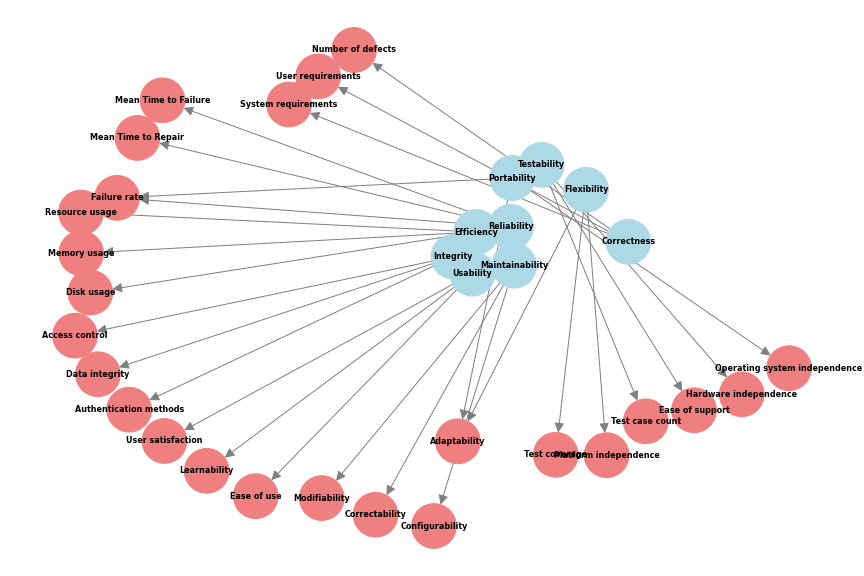 Number of defects
User requirements
System requirements
Mean Time to Failure
Mean Time to Repair
Testability
Portability
Flexibility
Failure rate
Resource usage
Reliability
Efficiency
Correctness
Memory usage
Integrity
Maintainability
Usability
Disk usage
Access control
Operating system independence
Data integrity
Hardware independence
Authentication methods
Ease of support
Test case count
User satisfaction
Adaptability
Test coverage
Platform independence
Learnability
Ease of use
Modifiability
Correctability
Configurability